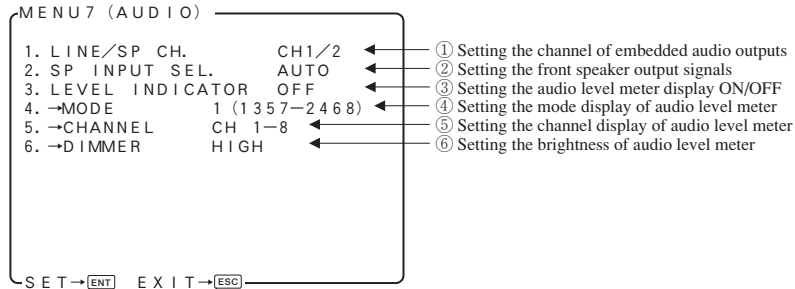 MENU7 (AUDIO)
1. LINE/SP CH. CH1/2 ① Setting the channel of embedded audio outputs
2. SP INPUT SEL. AUTO ② Setting the front speaker output signals
3. LEVEL INDICATOR OFF ③ Setting the audio level meter display ON/OFF
4. →MODE 1 (1357−2468) ④ Setting the mode display of audio level meter
5. →CHANNEL CH 1−8 ⑤ Setting the channel display of audio level meter
6. →DIMMER HIGH ⑥ Setting the brightness of audio level meter
SET→ENT EXIT→ESC